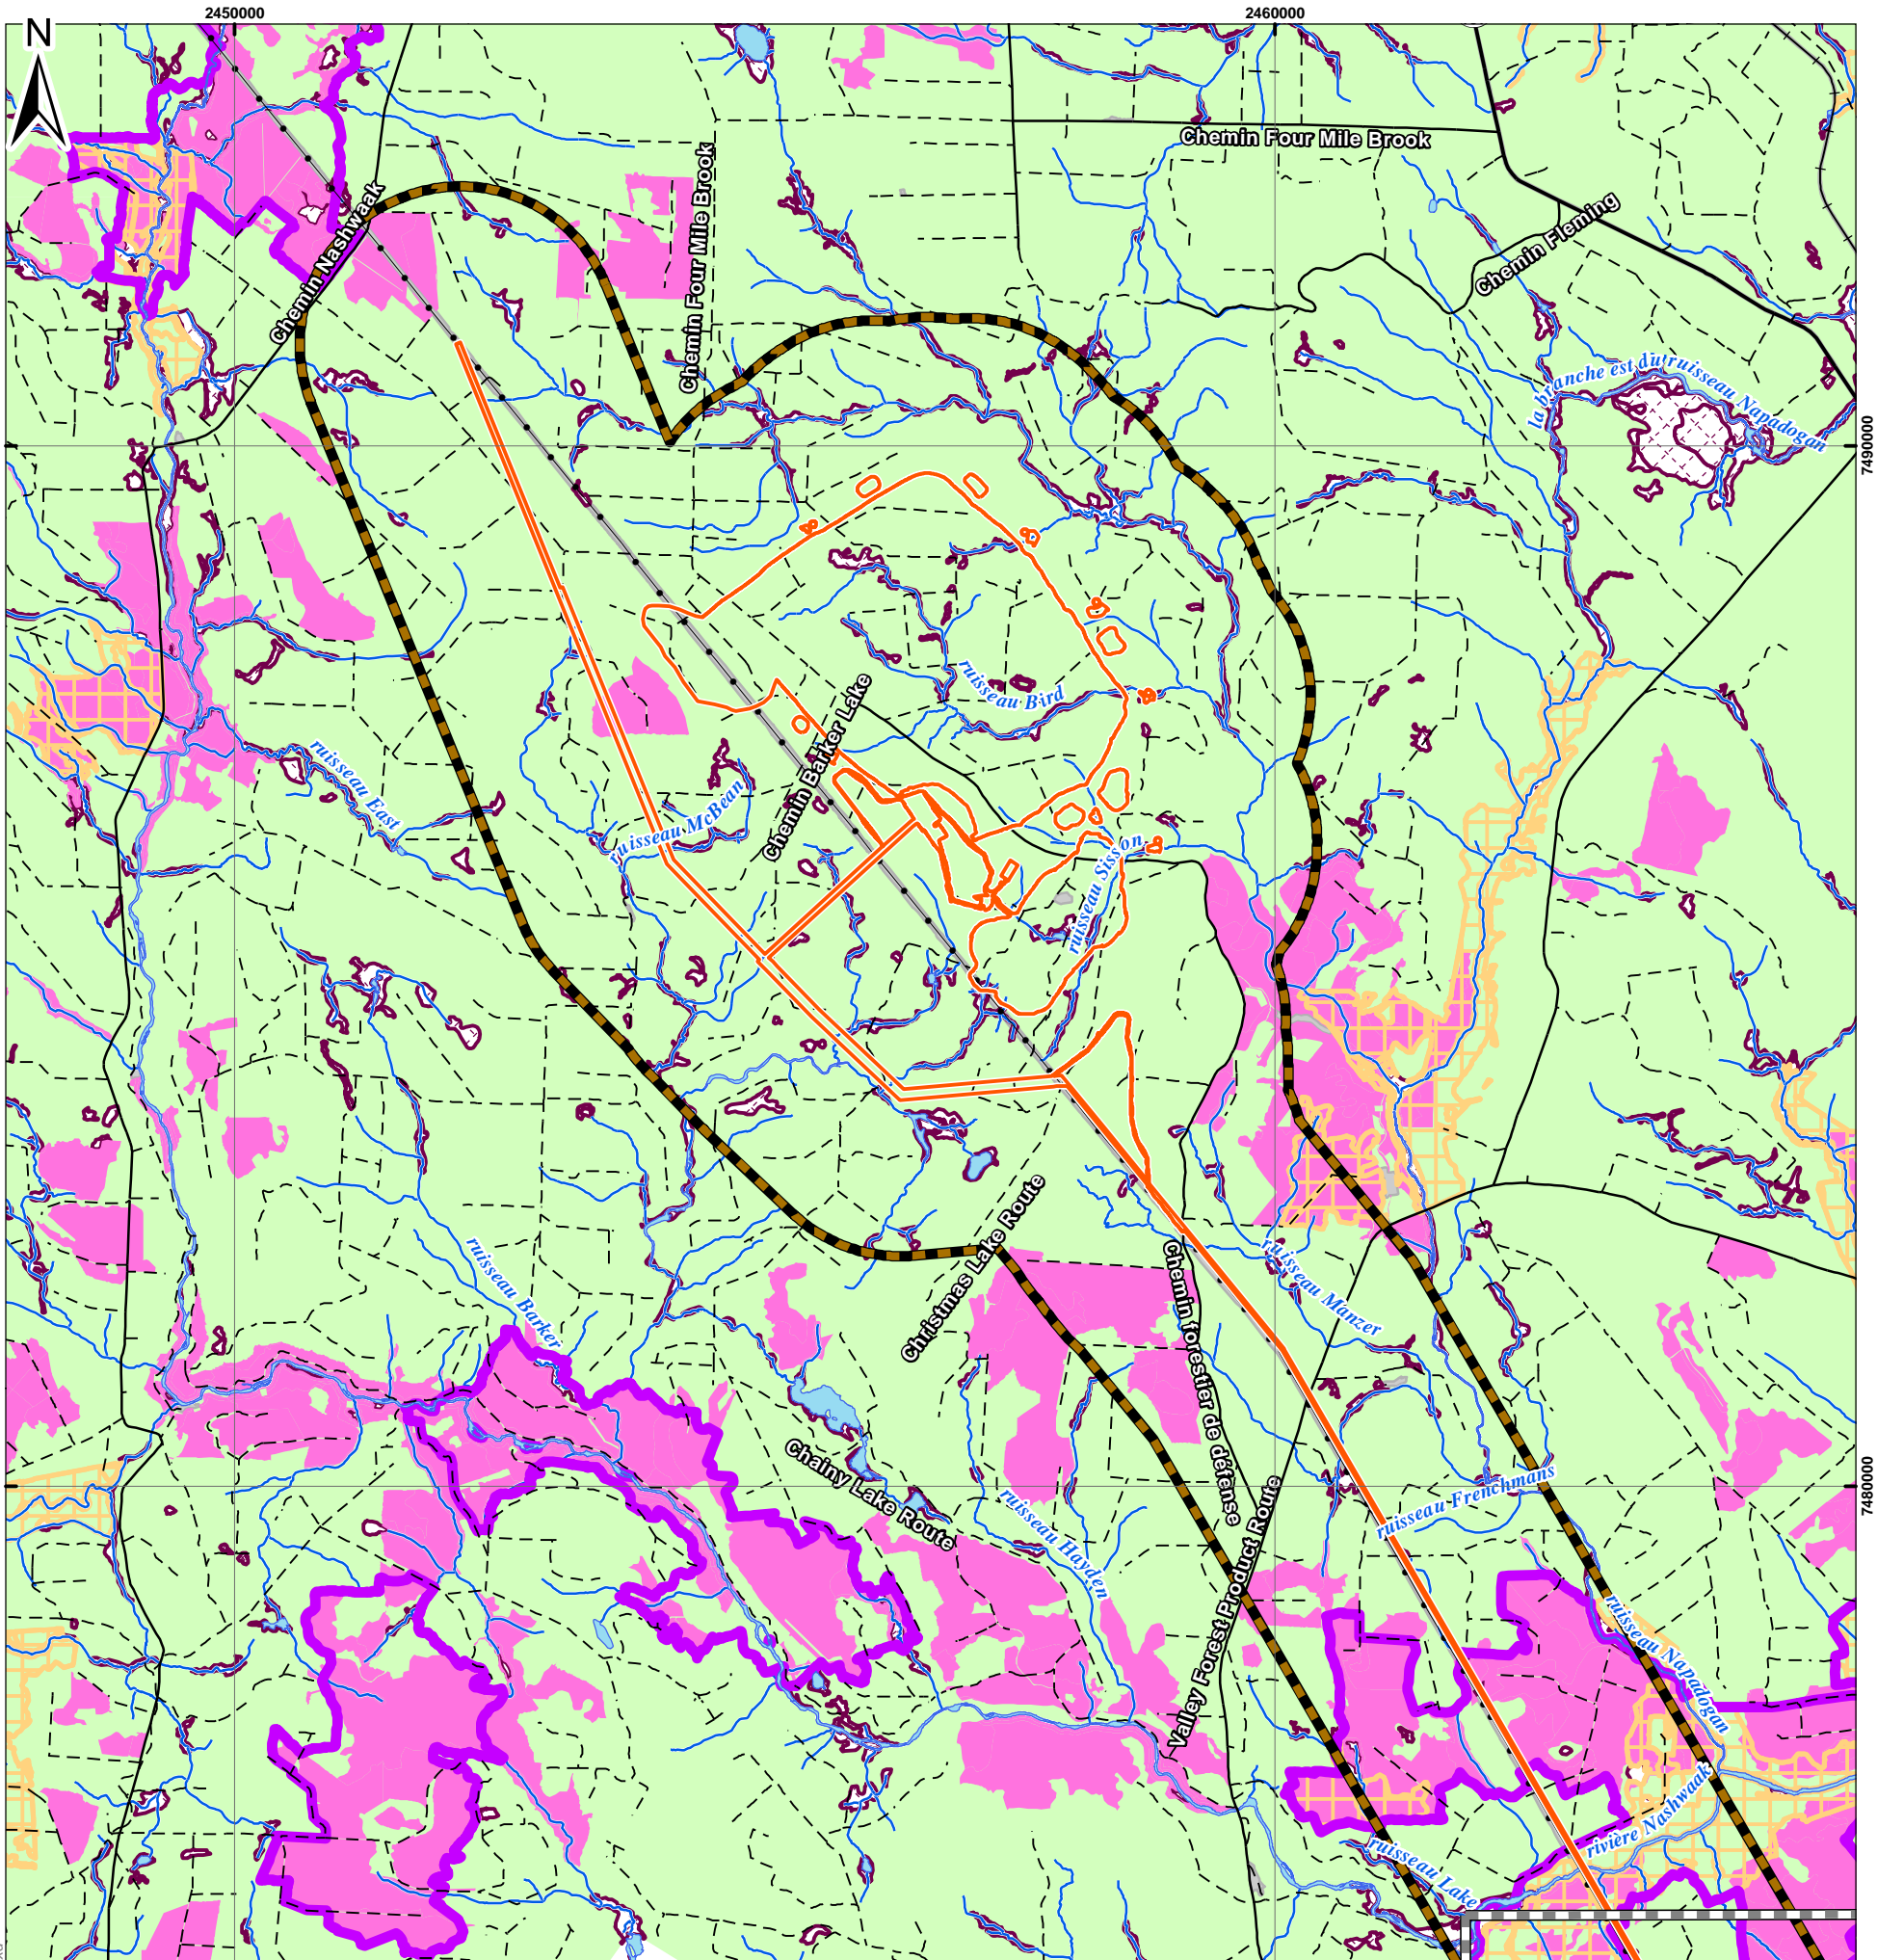 2450000
2460000
N
Chemin Four Mile Brook
Chemin Four Mile Brook
Chemin Nashwaak
Chemin Fleming
la branche est du ruisseau Napadogan
7490000
ruisseau Bird
Chemin Barker Lake
ruisseau East
ruisseau McBean
ruisseau Sisson
Christmas Lake Route
ruisseau Barker
ruisseau Manzer
Chemin forestier de défense
Chainy Lake Route
ruisseau Hayden
Valley Forest Product Route
ruisseau Frenchmans
7480000
ruisseau Napadogan
rivière Nashwaak
ruisseau Lake